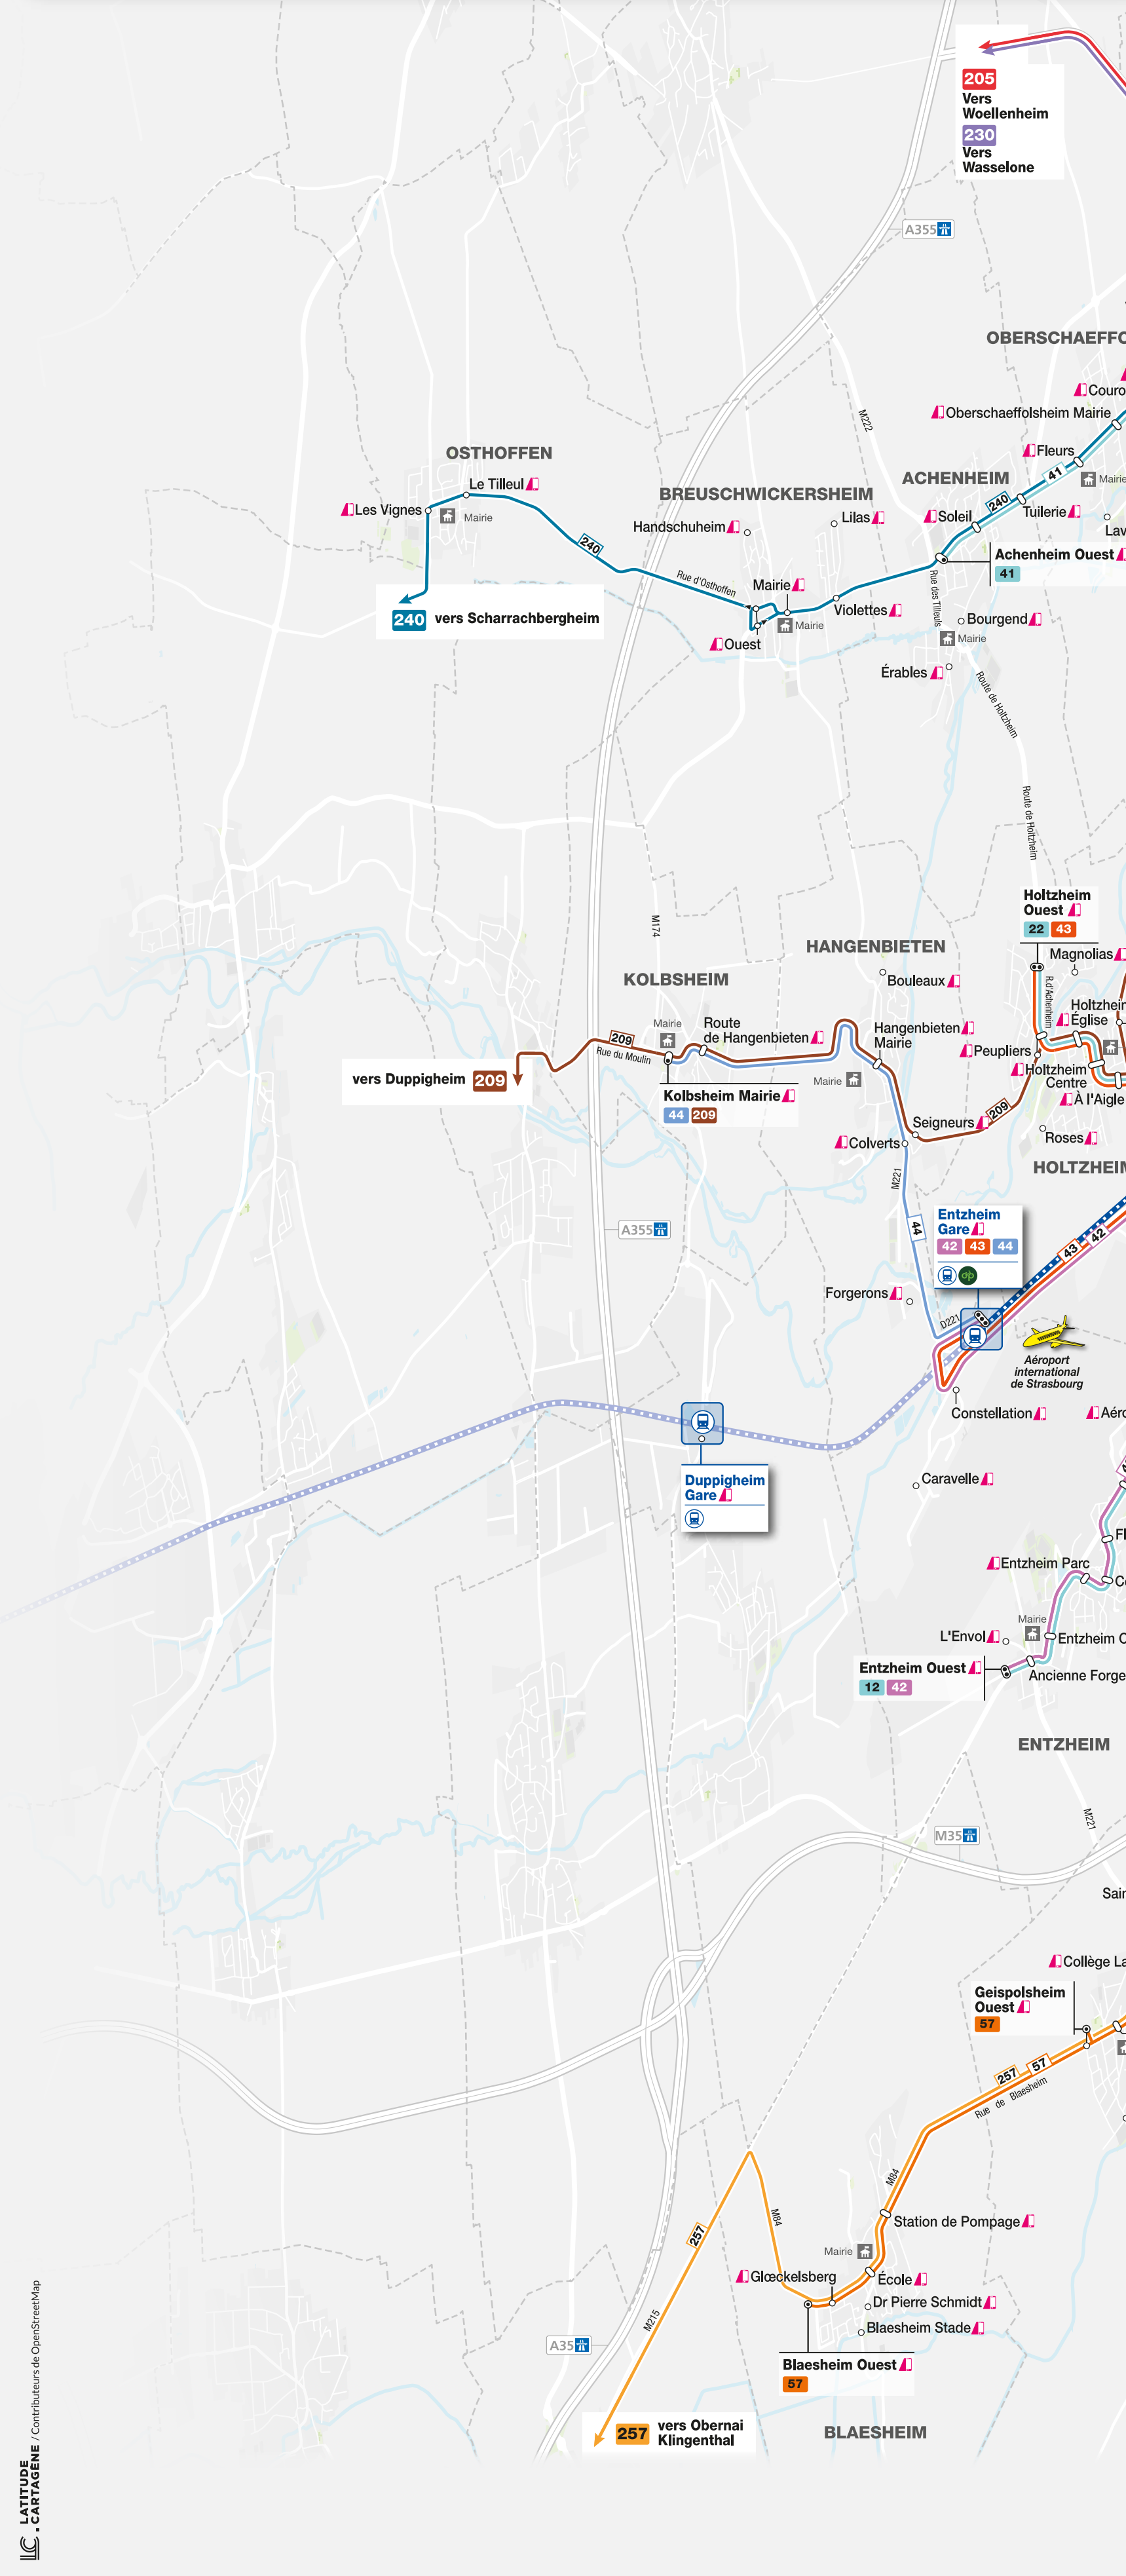 205
Vers
Woellenheim
230
Vers
Wasselone
A355
OBERSCHAEFFO
M222
Couro
Oberschaeffolsheim Mairie
Fleurs
41
Mairie
OSTHOFFEN
Le Tilleul
Les Vignes
Mairie
240
240
vers Scharrachbergheim
BREUSCHWICKERSHEIM
Handschuheim
Lilas
Rue d'Osthoffen
Mairie
Violettes
Mairie
Ouest
ACHENHEIM
240
Soleil
Tuilerie
Lav
Achenheim Ouest
41
Rue des Tilleuls
Bourgend
Mairie
Érables
Route de Holtzheim
Route de Holtzheim
M174
Holtzheim
Ouest
22 43
Magnolias
HANGENBIETEN
Bouleaux
KOLBSHEIM
R.d'Achenheim
Holtzheim
Église
Mairie
Route
de Hangenbieten
Hangenbieten
Mairie
Peupliers
Holtzheim
Centre
À l'Aigle
209
Rue du Moulin
vers Duppigheim 209
Mairie
Kolbsheim Mairie
44 209
Seigneurs
209
Colverts
Roses
HOLTZHEIM
M221
44
A355
Entzheim
Gare
42 43 44
43
42
Forgerons
D221
Aéroport
international
de Strasbourg
Constellation
Aéro
Duppigheim
Gare
Caravelle
Entzheim Parc
Mairie
L'Envol
Entzheim O
Entzheim Ouest
12 42
Ancienne Forge
ENTZHEIM
M221
M35
Sain
Collège La
Geispolsheim
Ouest
57
257
57
Rue de Blaesheim
M84
M84
Station de Pompage
257
Mairie
Glœckelsberg
École
Dr Pierre Schmidt
Blaesheim Stade
M215
A35
Blaesheim Ouest
57
257
vers Obernai
Klingenthal
BLAESHEIM
LATITUDE
CARTAGÈNE / Contributeurs de OpenStreetMap